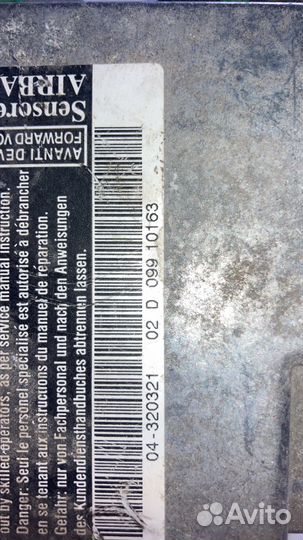 Sensore
AIRBA
AVANTI DEV
FORWARD VO
out by skilled operators, as per service manual instruction.
Danger: Seul le personel spécialisé est autorisé à débrancher
en se tenant aux instructions du manuel de reparation.
Gefahr: nur von Fachpersonal und nach den Anweisungen
des Kundendiensthandbuches abtrennen lassen.
04-320321 02 D 099 10163
Avito